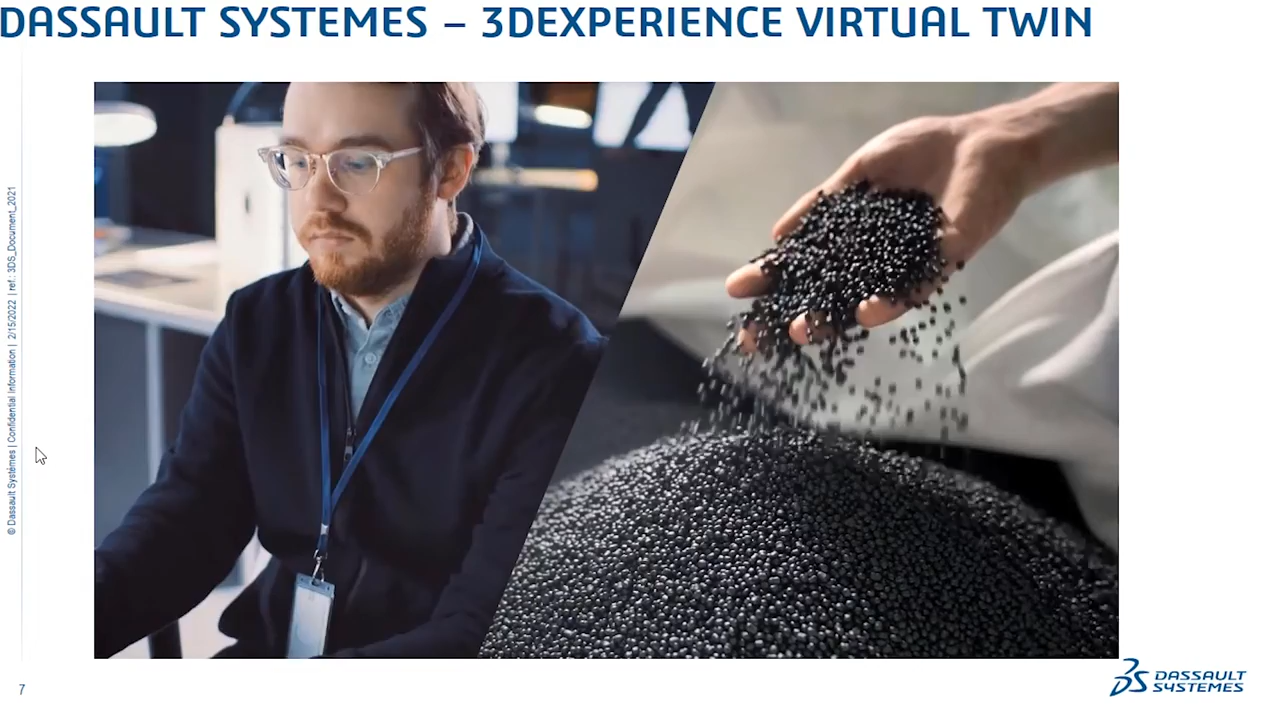 DASSAULT SYSTEMES – 3DEXPERIENCE VIRTUAL TWIN
© Dassault Systèmes | Confidential Information | 2/15/2022 | ref.: 3DS_Document_2021
7
DASSAULT
SYSTEMES